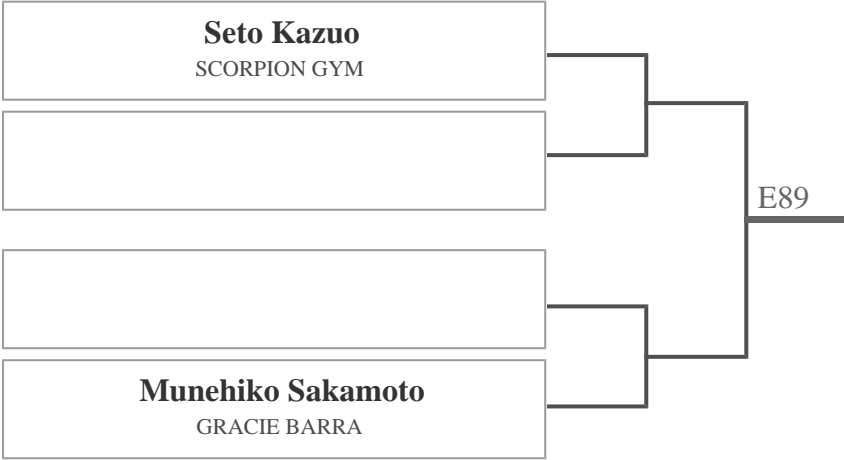 Seto Kazuo
SCORPION GYM
E89
Munehiko Sakamoto
GRACIE BARRA